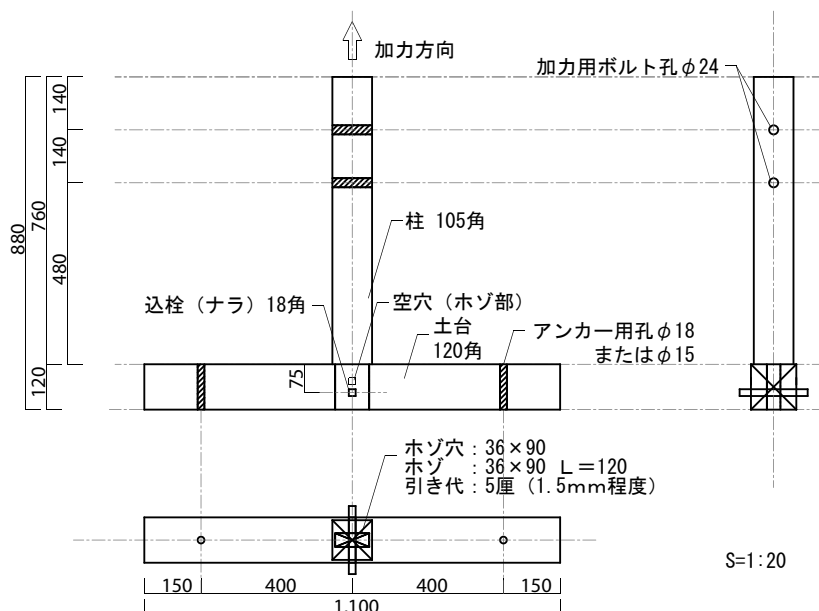 加力方向
加力用ボルト孔φ24
140
140
760
880
480
柱 105角
込栓（ナラ）18角
空穴（ホゾ部）
土台
120角
アンカー用孔φ18
またはφ15
75
120
ホゾ穴：36×90
ホゾ　：36×90 L＝120
引き代：5厘（1.5mm程度）
S=1:20
150
400
400
150
1,100